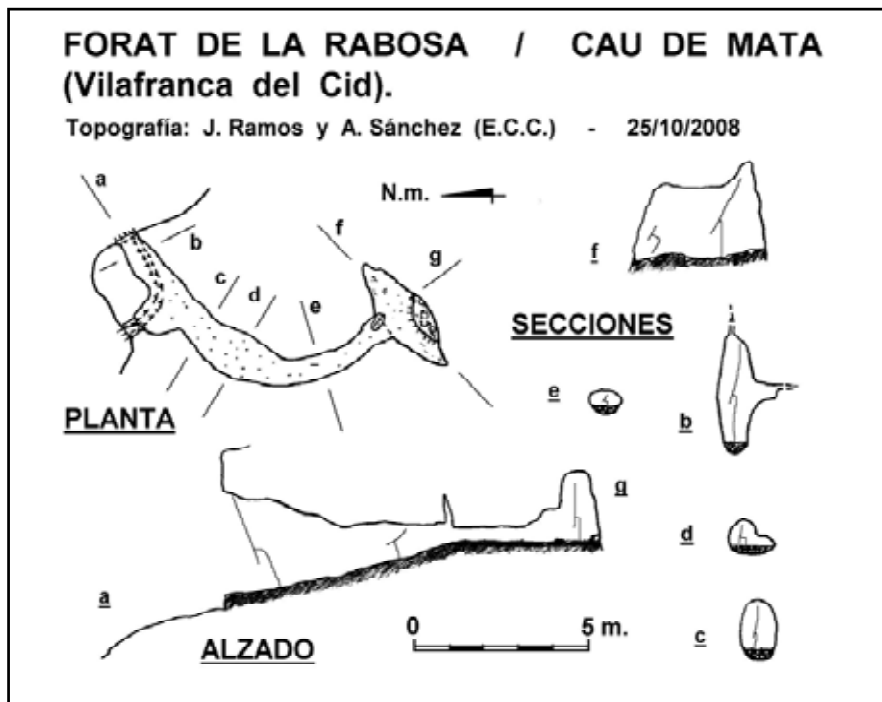 FORAT DE LA RABOSA / CAU DE MATA
(Vilafranca del Cid).
Topografía: J. Ramos y A. Sánchez (E.C.C.) - 25/10/2008
a
N.m.
b
f
f
g
c
d
e
SECCIONES
e
PLANTA
b
g
d
a
0 5 m.
c
ALZADO